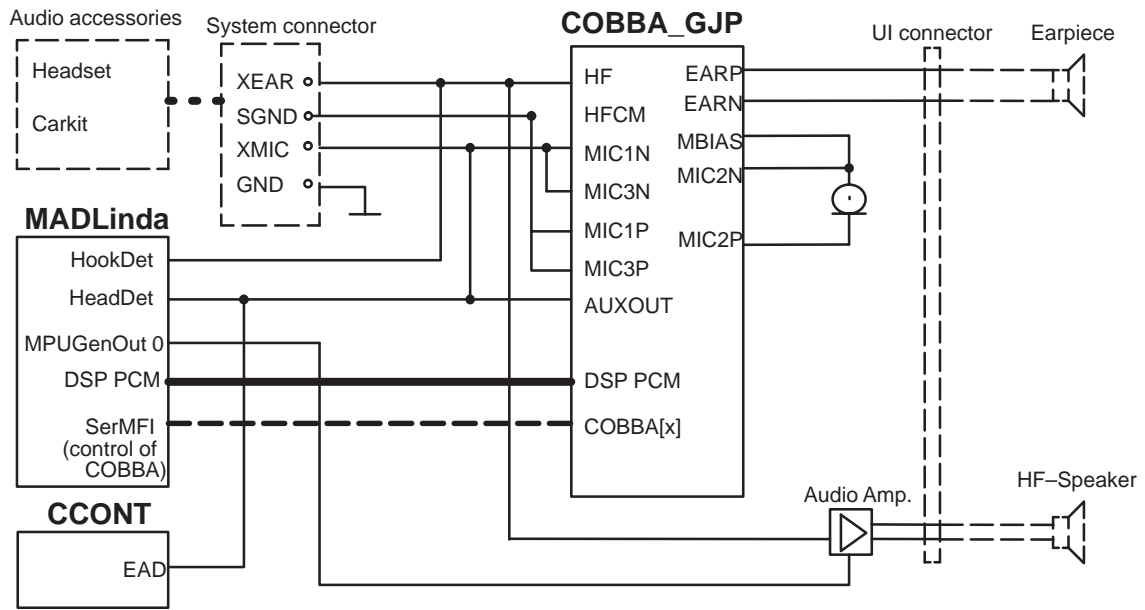 Audio accessories
Headset
Carkit
System connector
XEAR
SGND
XMIC
GND
COBBA_GJP
HF
HFCM
MIC1N
MIC3N
MIC1P
MIC3P
AUXOUT
DSP PCM
COBBA[x]
EARP
EARN
MBIAS
MIC2N
MIC2P
UI connector
Earpiece
MADLinda
HookDet
HeadDet
MPUGenOut 0
DSP PCM
SerMFI
(control of
COBBA)
CCONT
EAD
Audio Amp.
HF–Speaker